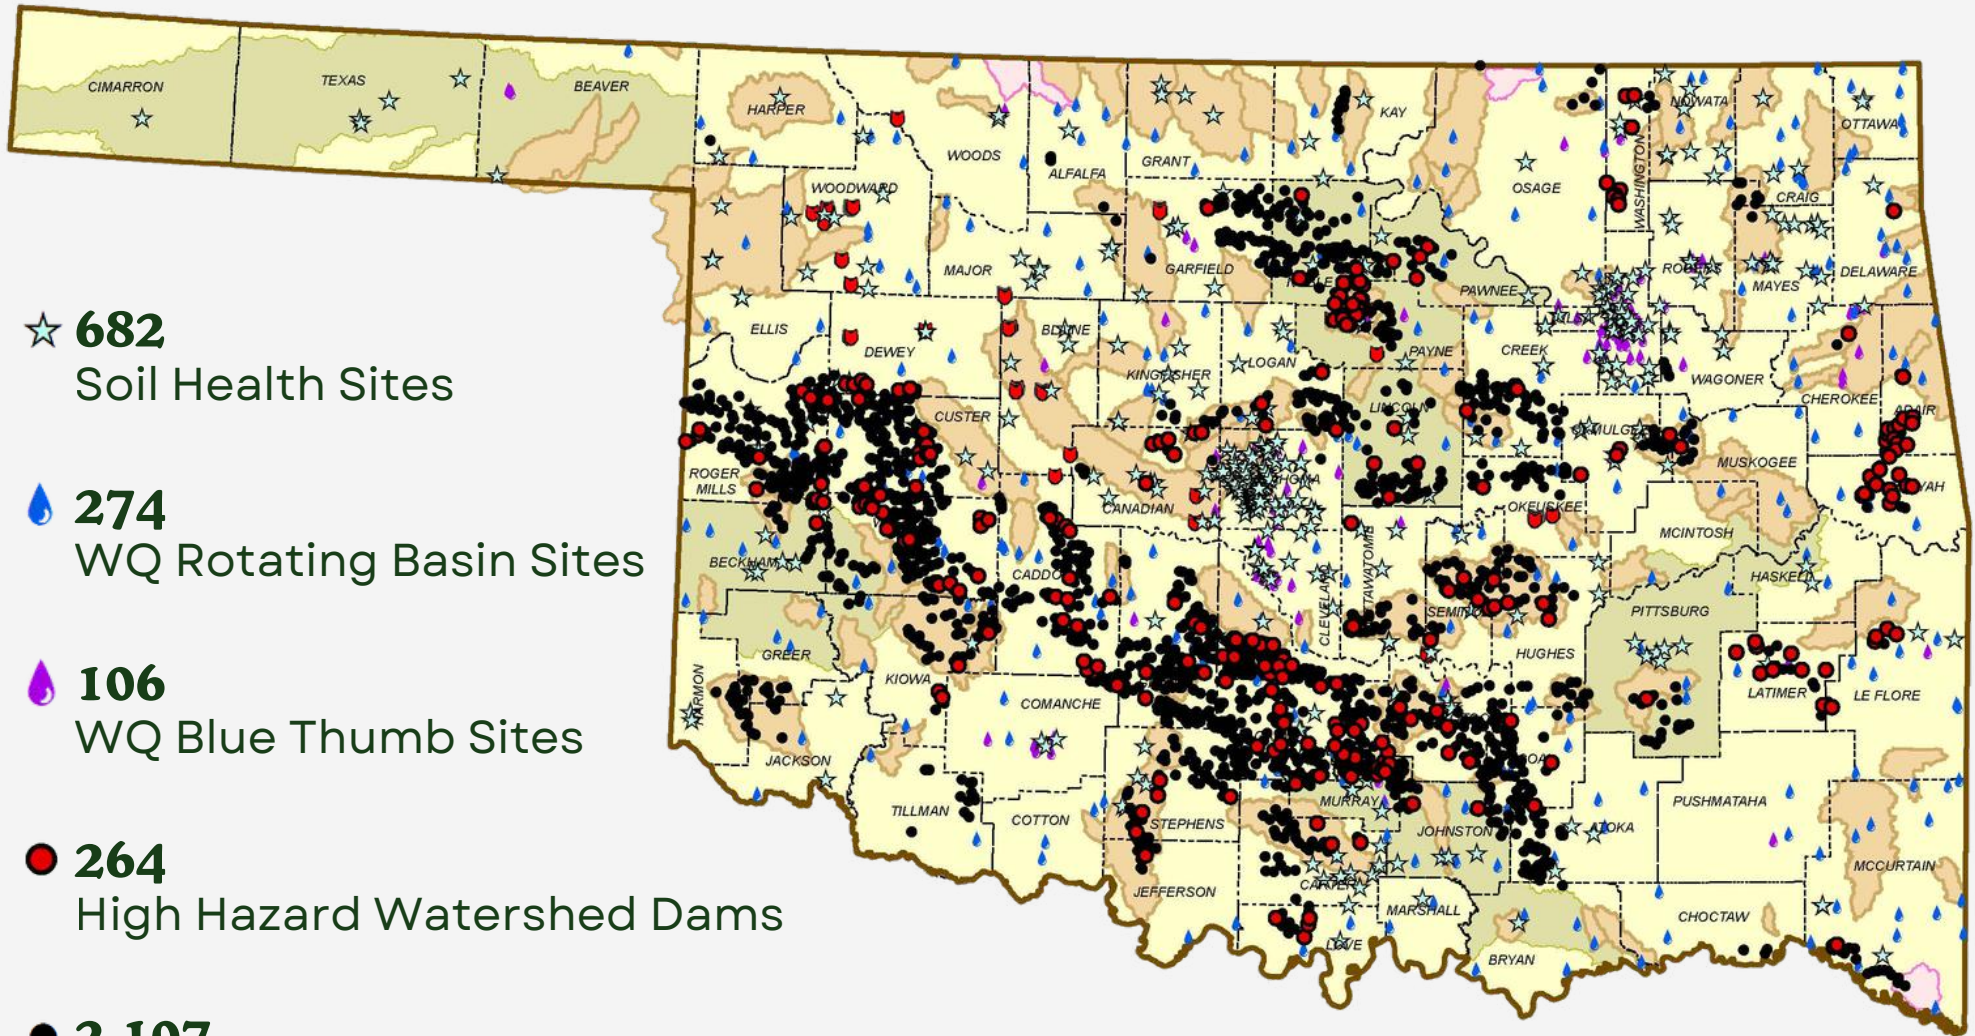 CIMARRON
TEXAS
BEAVER
HARPER
WOODS
ALFALFA
GRANT
KAY
OSAGE
WASHINGTON
NOWATA
CRAIG
OTTAWA
WOODWARD
MAJOR
GARFIELD
PAWNEE
ROGERS
MAYES
DELAWARE
ELLIS
DEWEY
BLAINE
KINGFISHER
LOGAN
PAYNE
CREEK
WAGONER
CHEROKEE
ADAIR
682
Soil Health Sites
CUSTER
LINCOLN
OKMULGEE
MUSKOGEE
ROGER
MILLS
CANADIAN
OKFUSKEE
MCINTOSH
274
WQ Rotating Basin Sites
BECKHAM
CADDO
CLEVELAND
HASKELL
PITTSBURG
GREER
KIOWA
HUGHES
LATIMER
LE FLORE
106
WQ Blue Thumb Sites
HARMON
COMANCHE
JACKSON
TILLMAN
COTTON
STEPHENS
MURRAY
JOHNSTON
ATOKA
PUSHMATAHA
MCCURTAIN
264
High Hazard Watershed Dams
JEFFERSON
CARTER
MARSHALL
LOVE
BRYAN
CHOCTAW
2,107